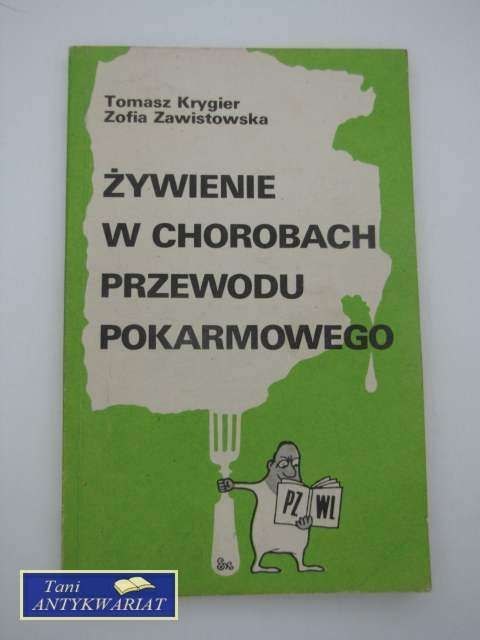 Tomasz Krygier
Zofia Zawistowska
ŻYWIENIE
W CHOROBACH
PRZEWODU
POKARMOWEGO
PZ WL
Tani
ANTYKWARIAT